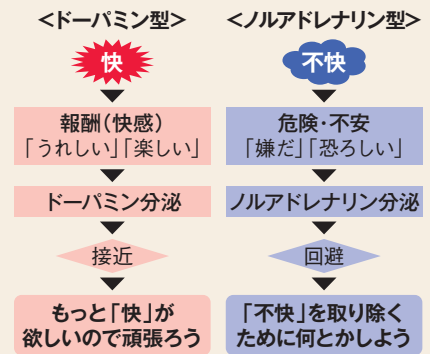 <ドーパミン型>
快
報酬(快感)
「うれしい」「楽しい」
ドーパミン分泌
接近
もっと「快」が
欲しいので頑張ろう
<ノルアドレナリン型>
不快
危険・不安
「嫌だ」「恐ろしい」
ノルアドレナリン分泌
回避
「不快」を取り除く
ために何とかしよう